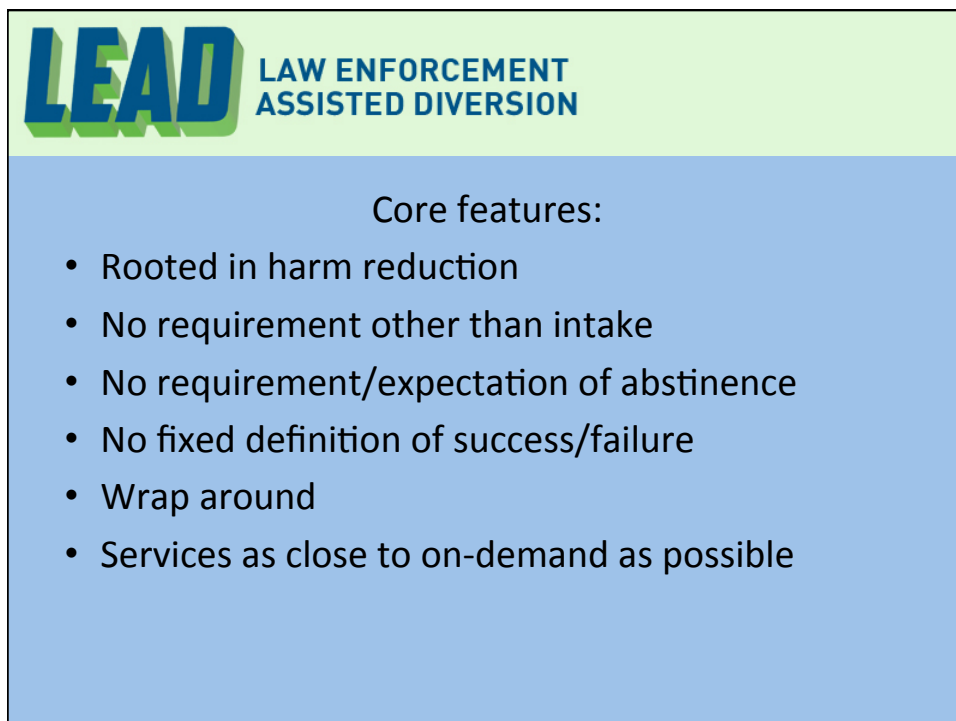 LEAD
LAW ENFORCEMENT
ASSISTED DIVERSION
Core features:
• Rooted in harm reduction
• No requirement other than intake
• No requirement/expectation of abstinence
• No fixed definition of success/failure
• Wrap around
• Services as close to on-demand as possible